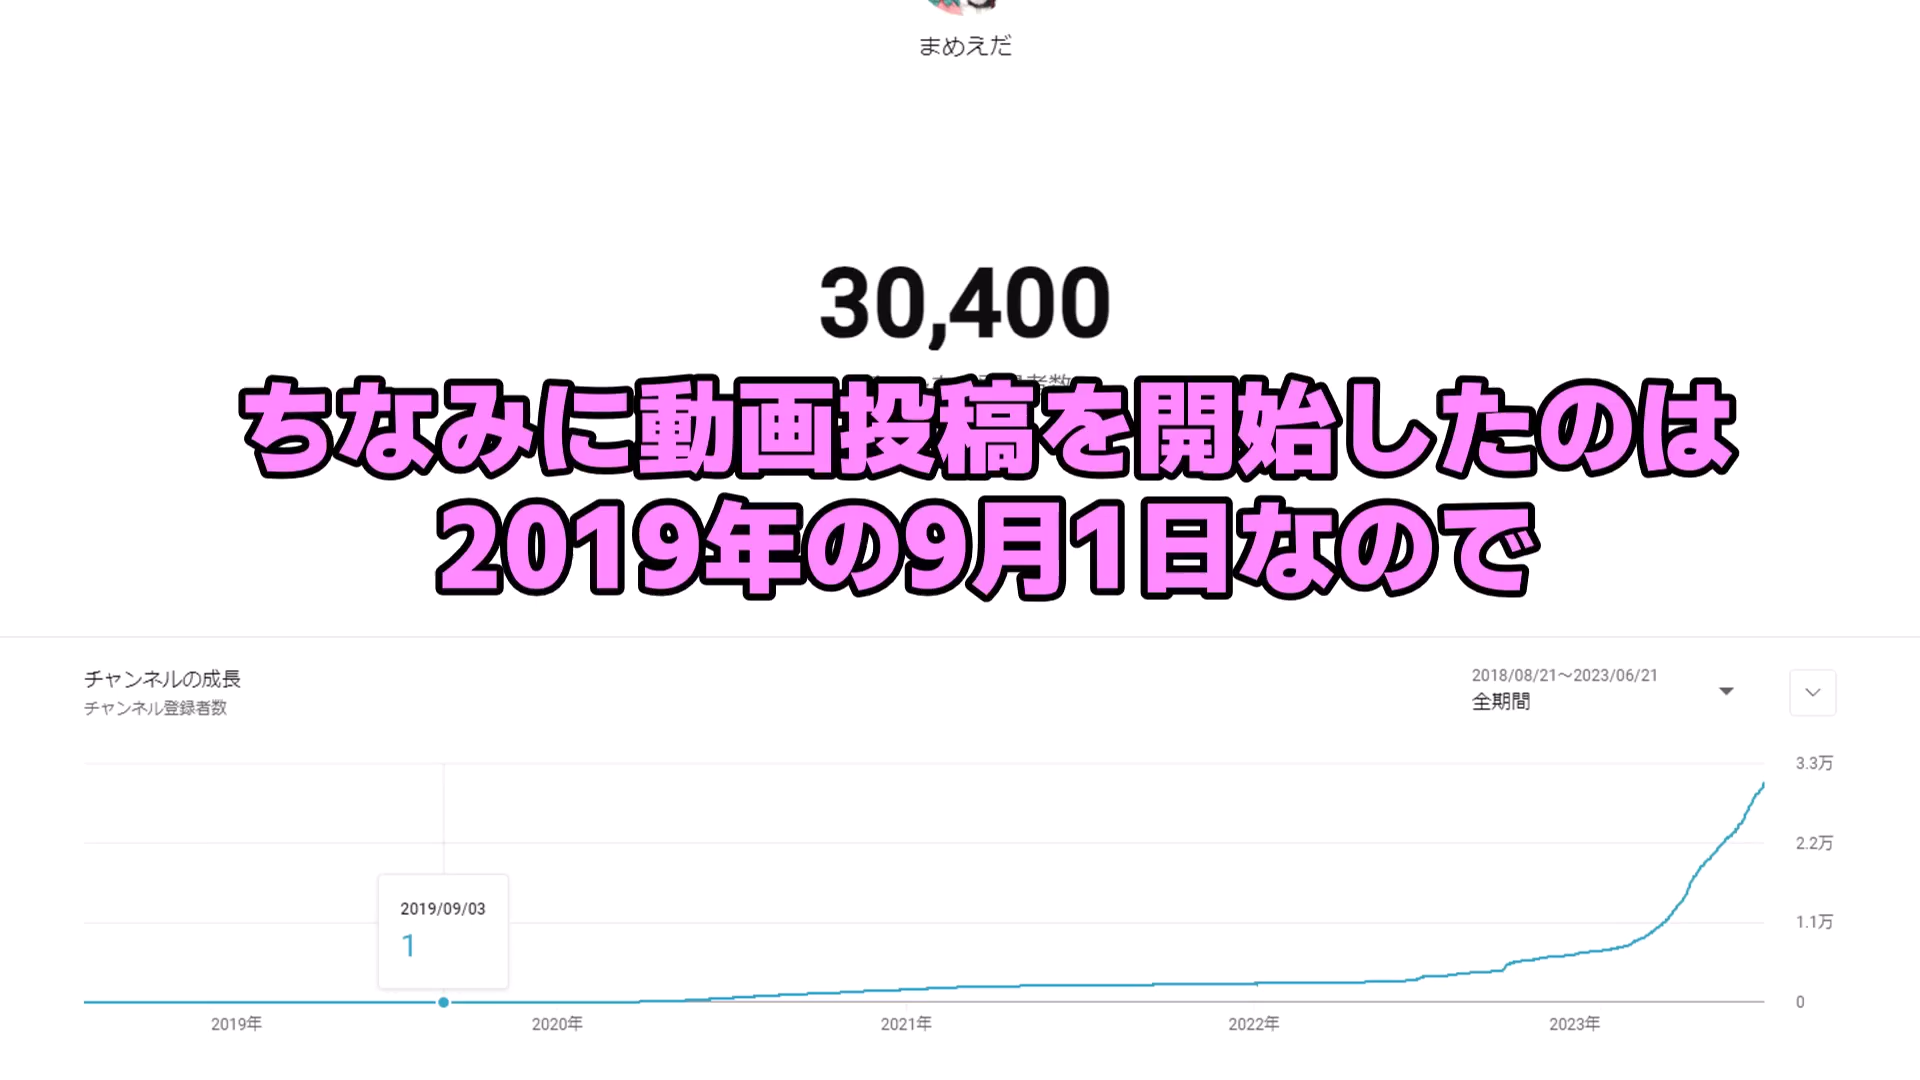 まめえだ
30,400
ちなみに動画投稿を開始したのは
2019年の9月1日なので
チャンネルの成長
チャンネル登録者数
2018/08/21～2023/06/21
全期間
3.3万
2.2万
1.1万
0
2019/09/03
1
2019年
2020年
2021年
2022年
2023年